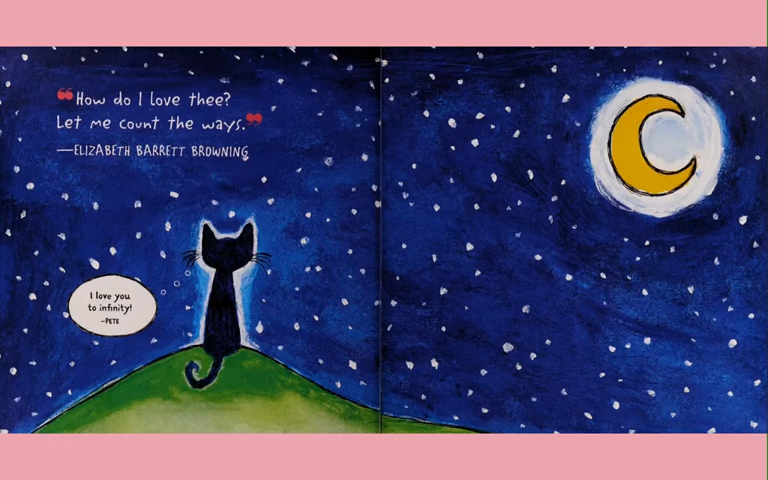 “How do I love thee?
Let me count the ways.”
—ELIZABETH BARRETT BROWNING
I love you
to infinity!
—PETE